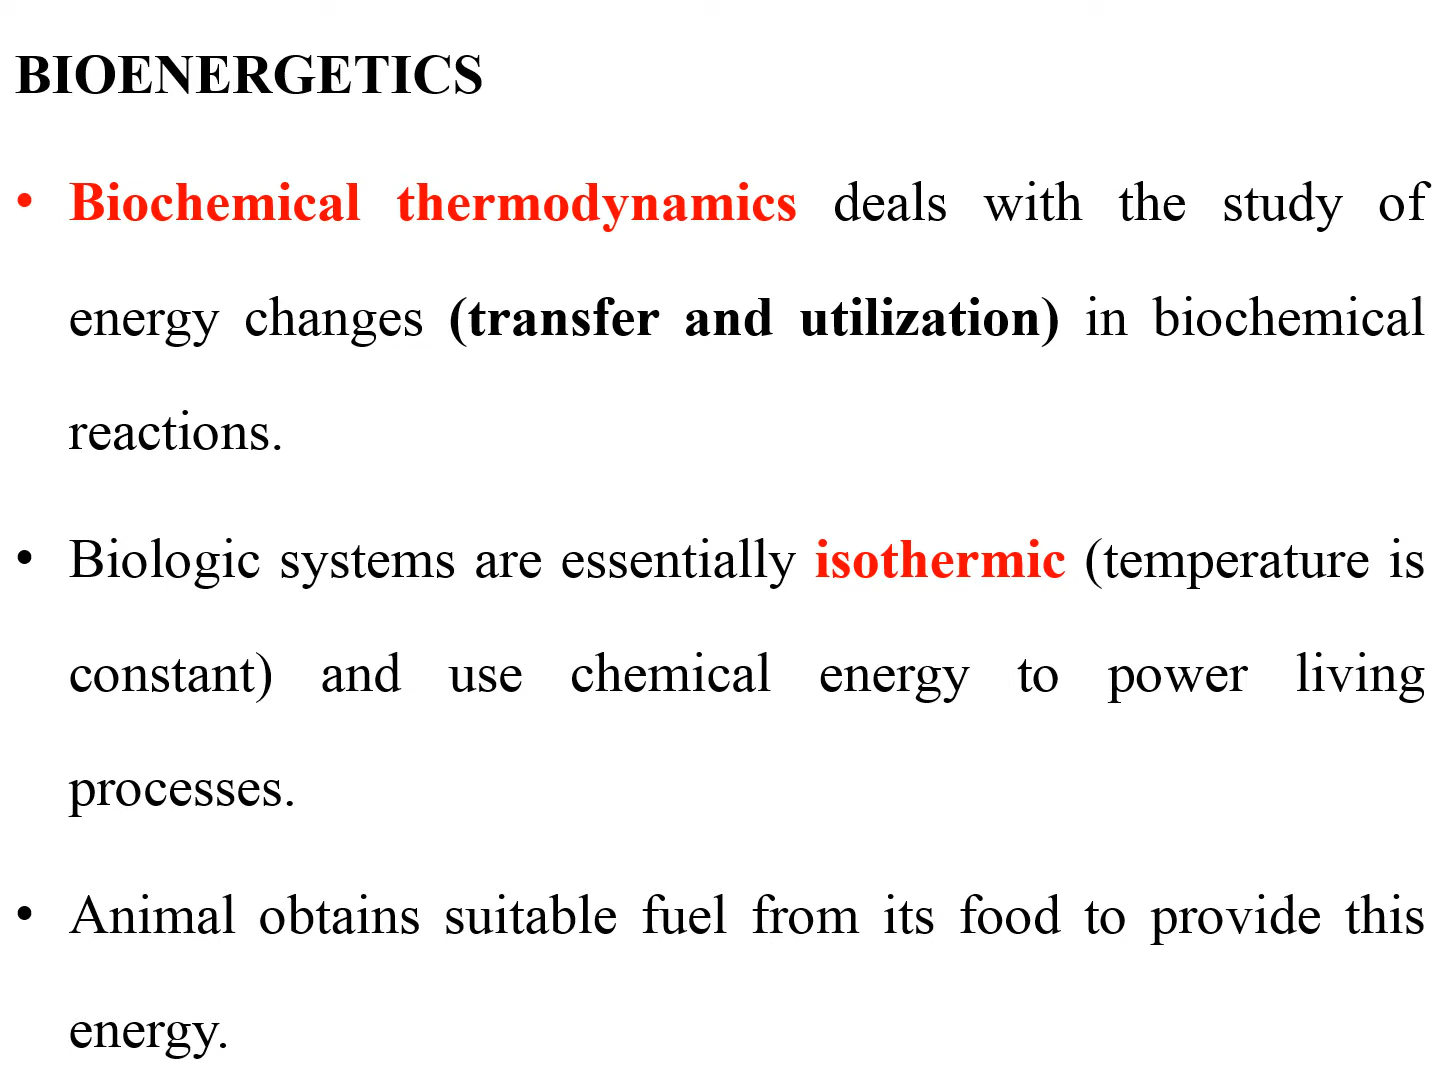 BIOENERGETICS
• Biochemical thermodynamics deals with the study of
energy changes (transfer and utilization) in biochemical
reactions.
• Biologic systems are essentially isothermic (temperature is
constant) and use chemical energy to power living
processes.
• Animal obtains suitable fuel from its food to provide this
energy.